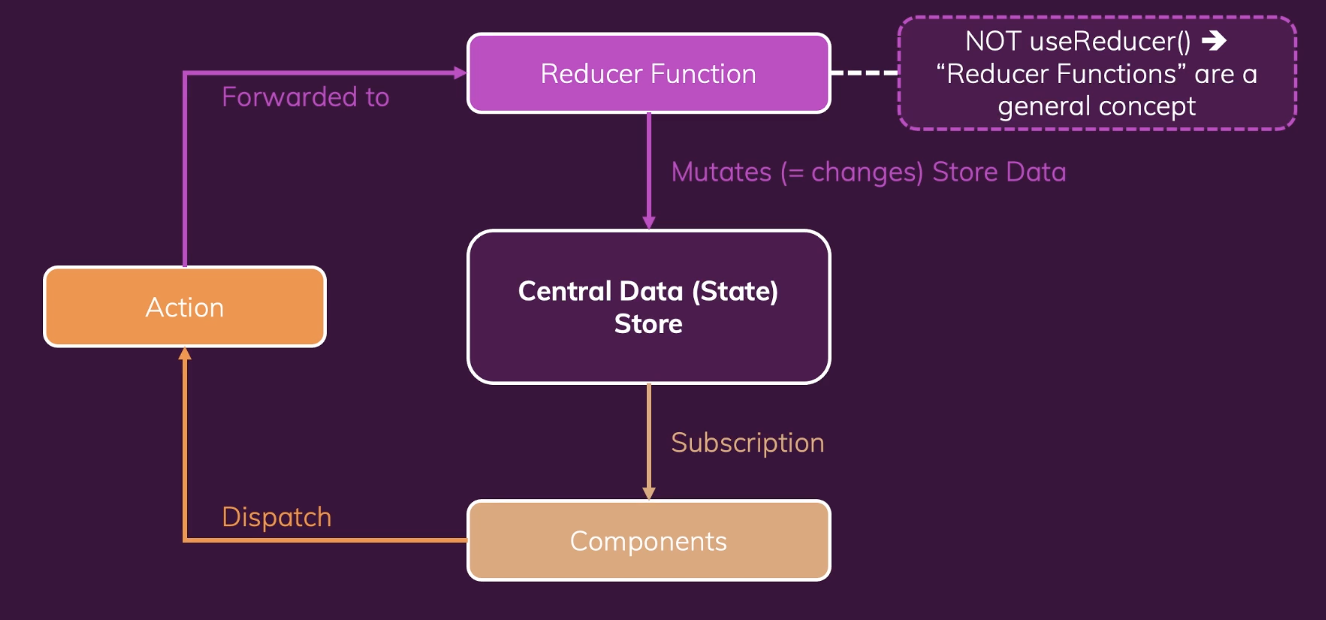 Reducer Function
NOT useReducer() 🡲
“Reducer Functions” are a
general concept
Forwarded to
Mutates (= changes) Store Data
Action
Central Data (State)
Store
Subscription
Dispatch
Components